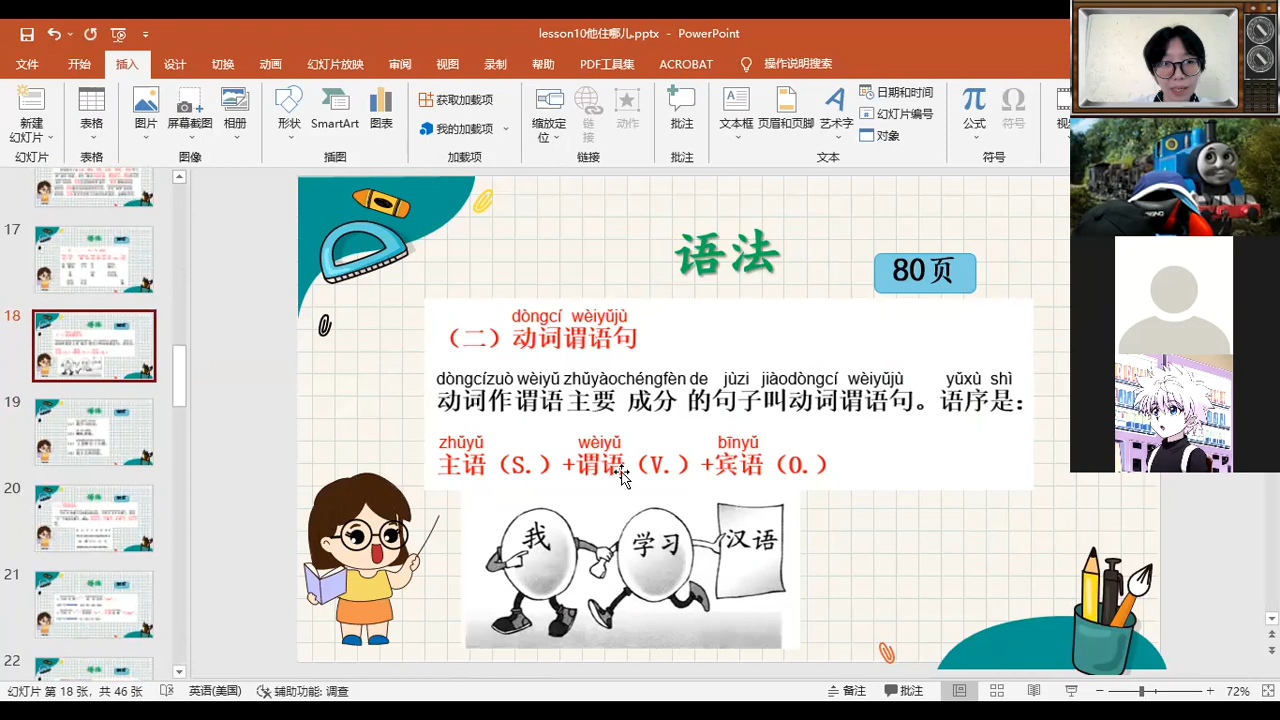 lesson10他住哪儿.pptx - PowerPoint
文件 开始 插入 设计 切换 动画 幻灯片放映 审阅 视图 录制 帮助 PDF工具集 ACROBAT 操作说明搜索
新建
幻灯片
幻灯片
表格
表格
图片 屏幕截图 相册
图像
形状 SmartArt 图表
插图
获取加载项
我的加载项
加载项
缩放定
位
链
接
动作
链接
批注
批注
文本框 页眉和页脚 艺术字
日期和时间
幻灯片编号
对象
文本
公式 符号
符号
17
18
19
20
21
22
语法
80页
dòngcí wèiyǔjù
（二）动词谓语句
dòngcízuò wèiyǔ zhǔyàochéngfèn de jùzi jiàodòngcí wèiyǔjù yǔxù shì
动词作谓语主要 成分 的句子叫动词谓语句。语序是：
zhǔyǔ wèiyǔ bīnyǔ
主语（S.）+谓语（V.）+宾语（O.）
我 学习 汉语
幻灯片 第 18 张，共 46 张 英语(美国) 辅助功能: 调查 备注 批注 72%